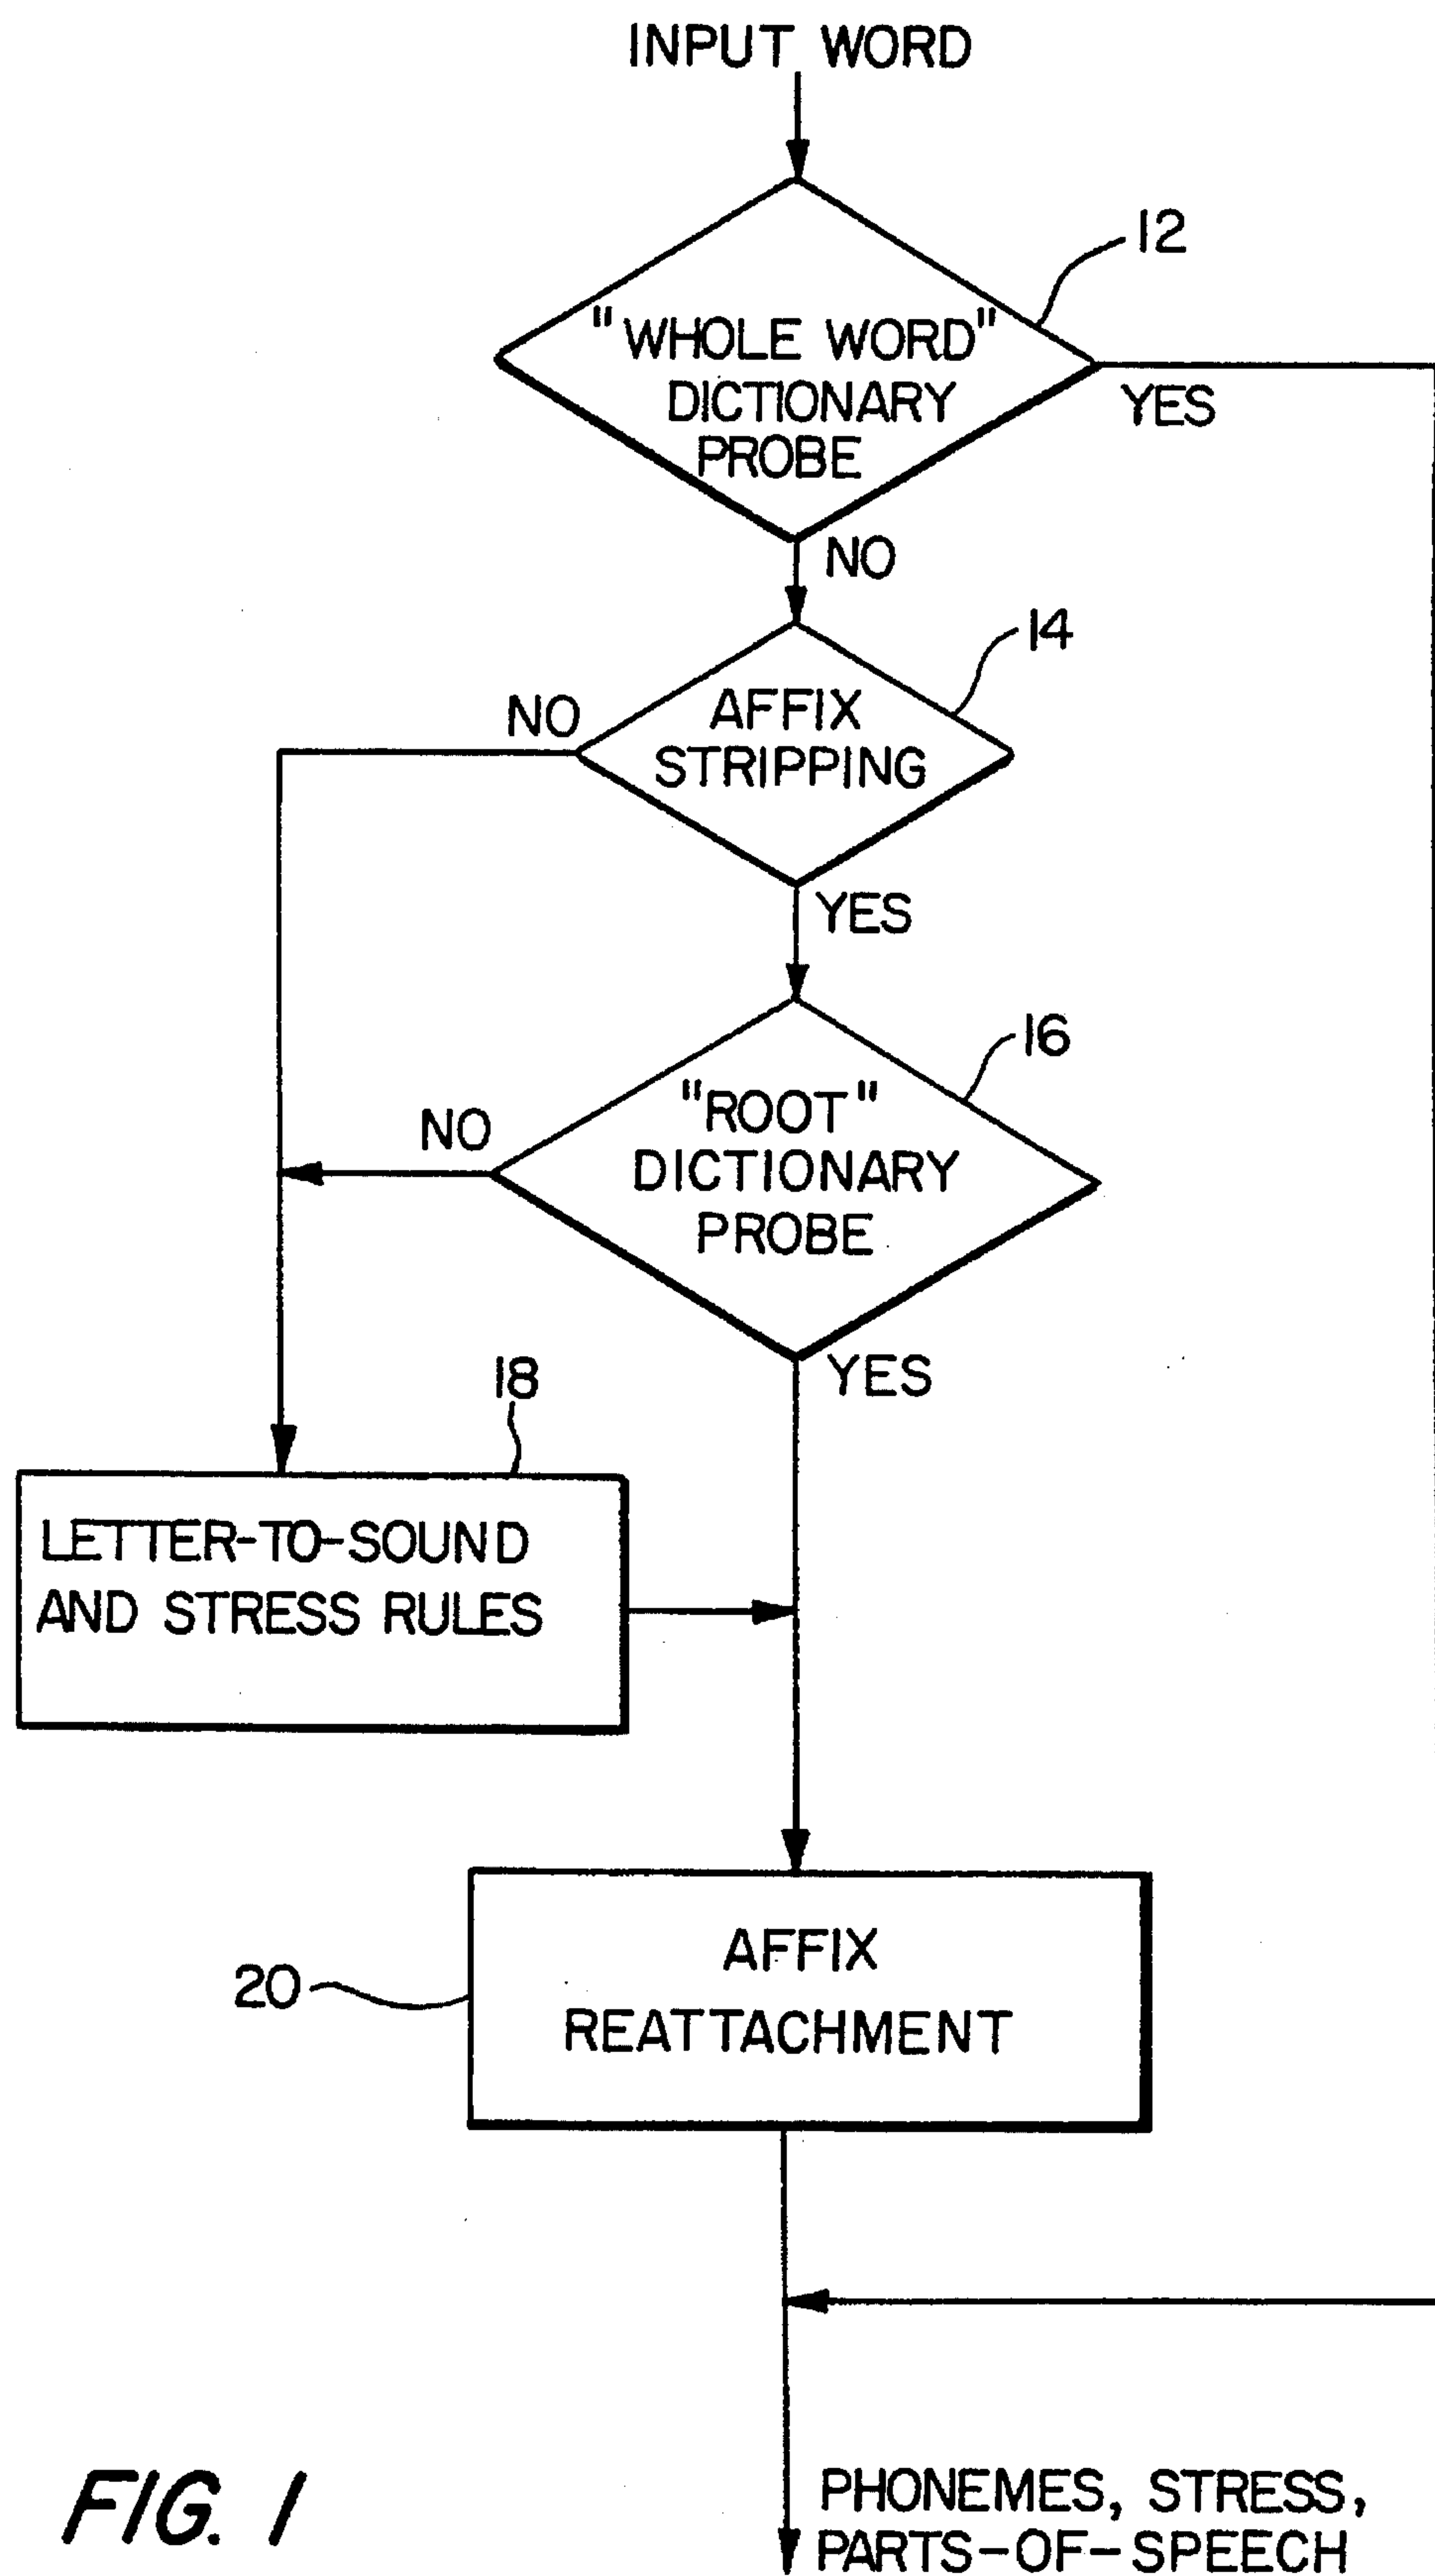 INPUT WORD
12
"WHOLE WORD"
DICTIONARY
PROBE
YES
NO
14
NO
AFFIX
STRIPPING
YES
16
"ROOT"
DICTIONARY
PROBE
NO
YES
18
LETTER-TO-SOUND
AND STRESS RULES
AFFIX
REATTACHMENT
20
PHONEMES, STRESS,
PARTS-OF-SPEECH
FIG. 1